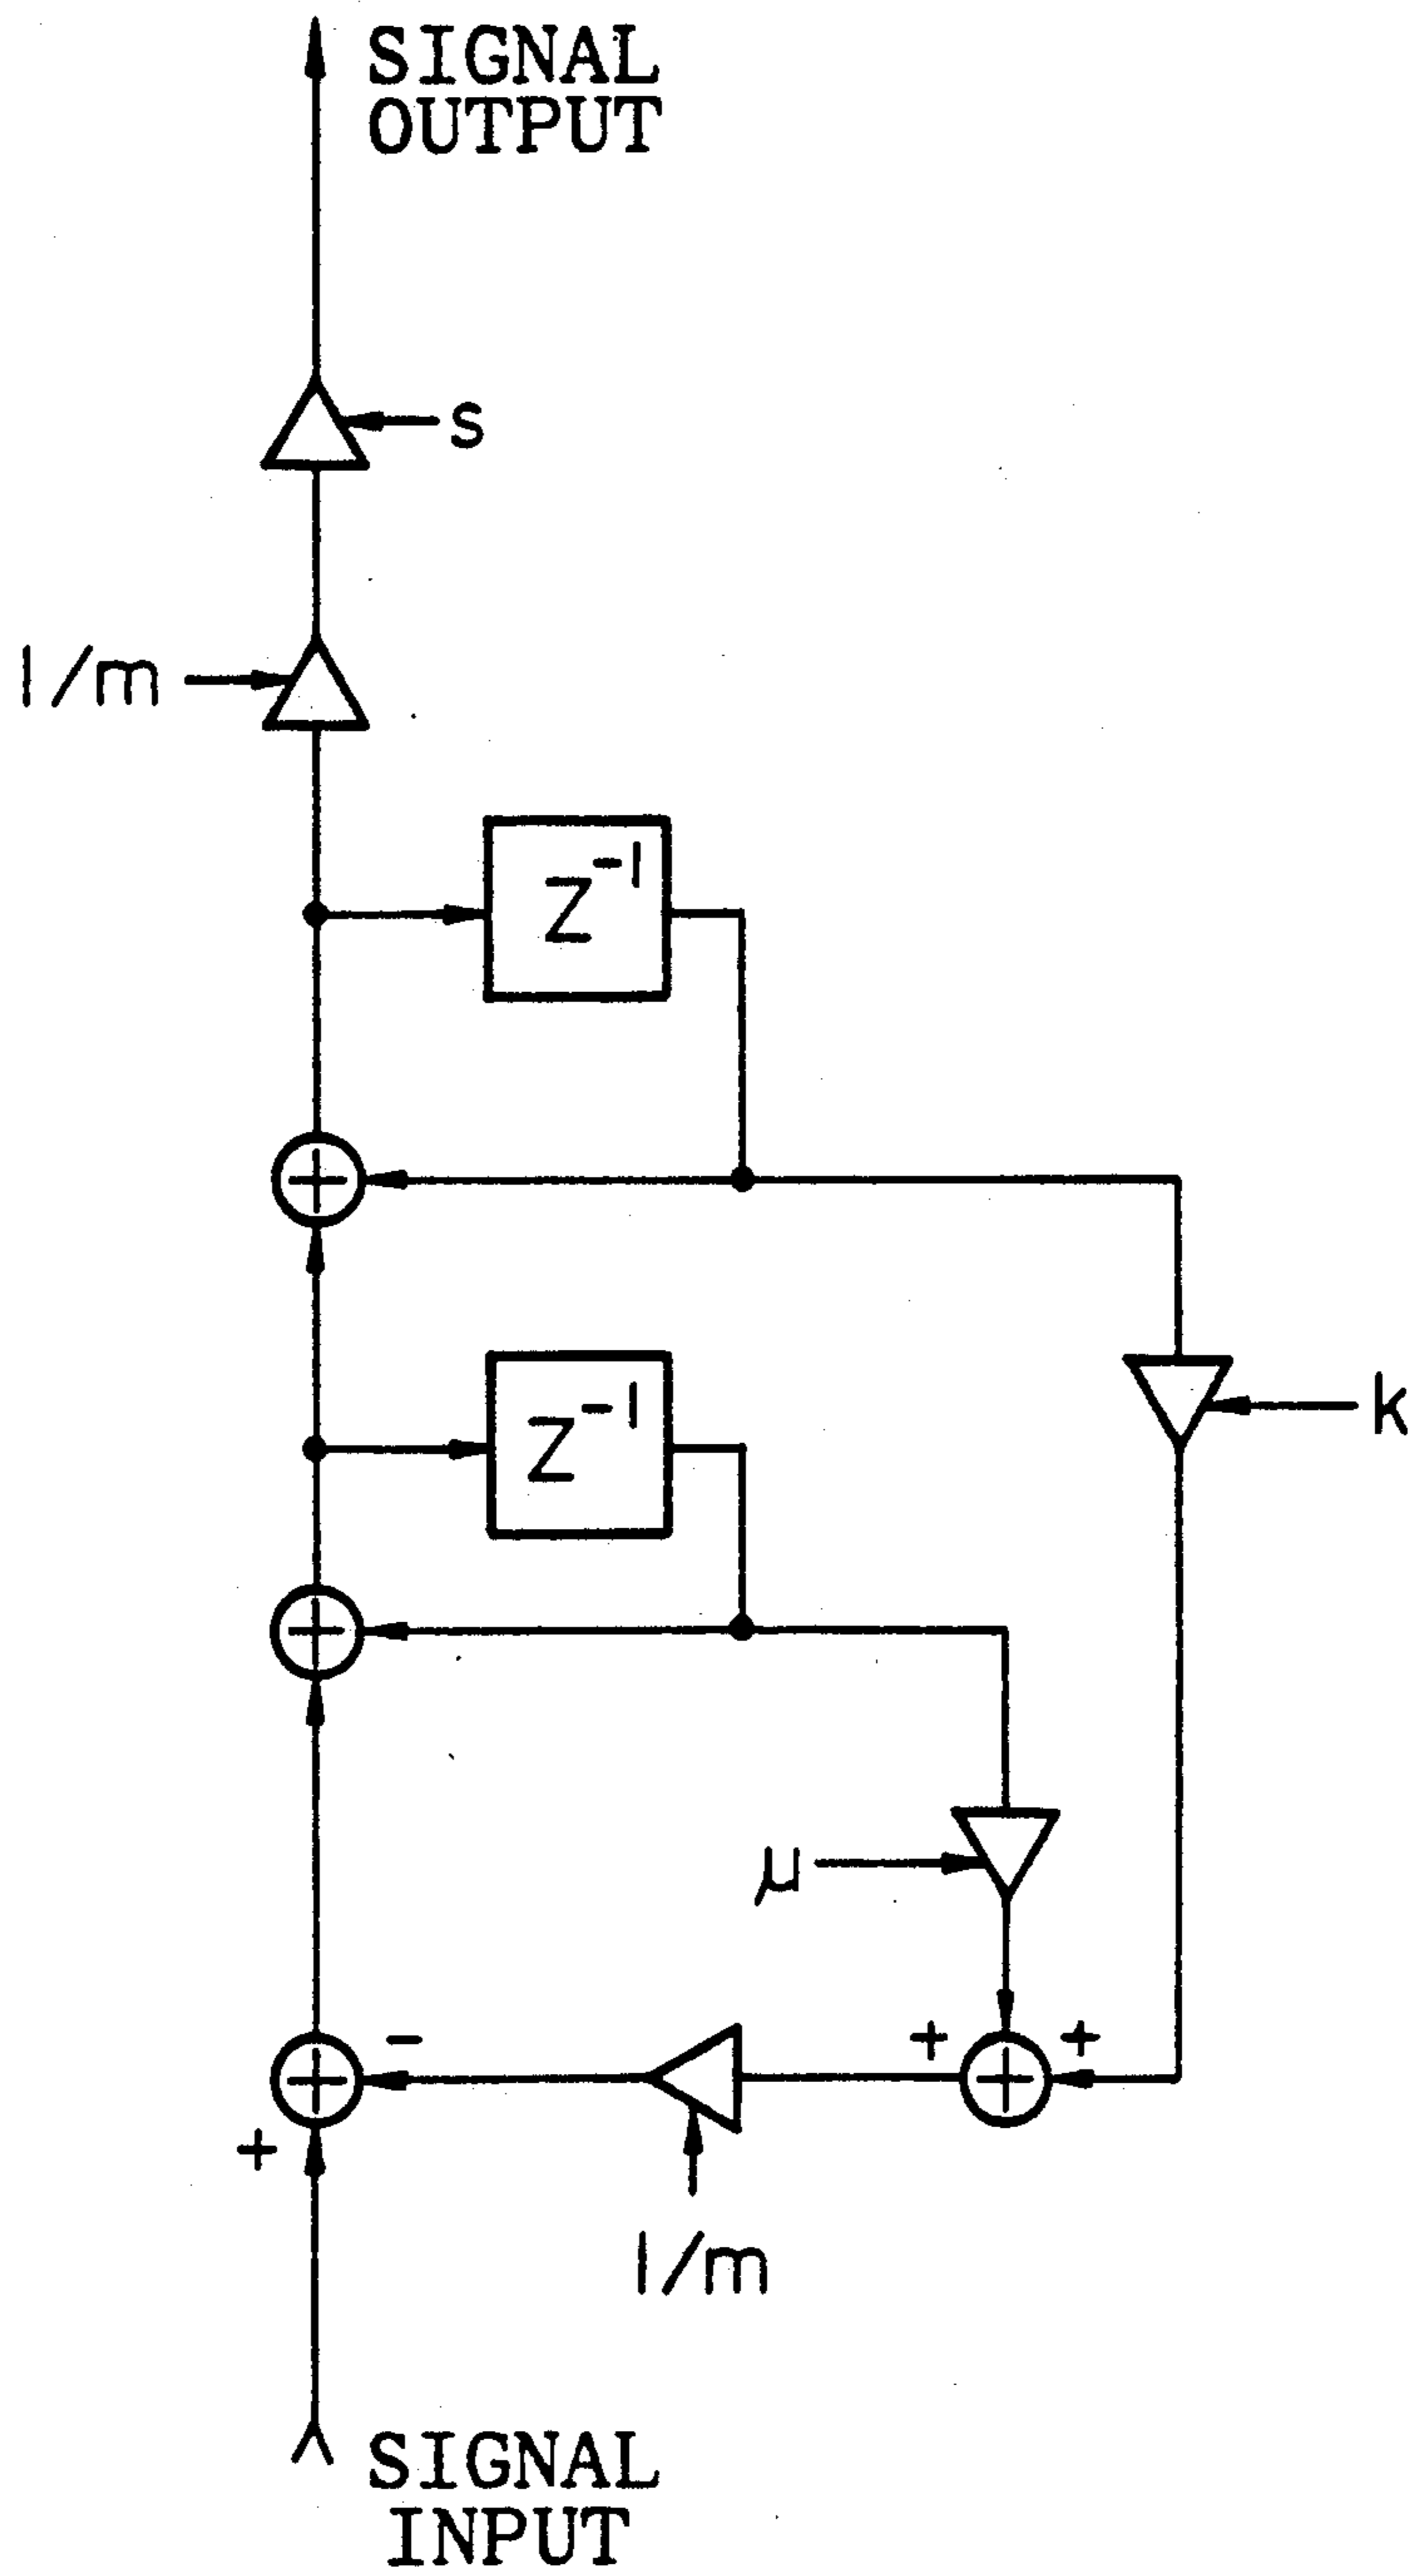 SIGNAL
OUTPUT
s
1/m
Z⁻¹
Z⁻¹
k
μ
-
+
+
+
1/m
SIGNAL
INPUT